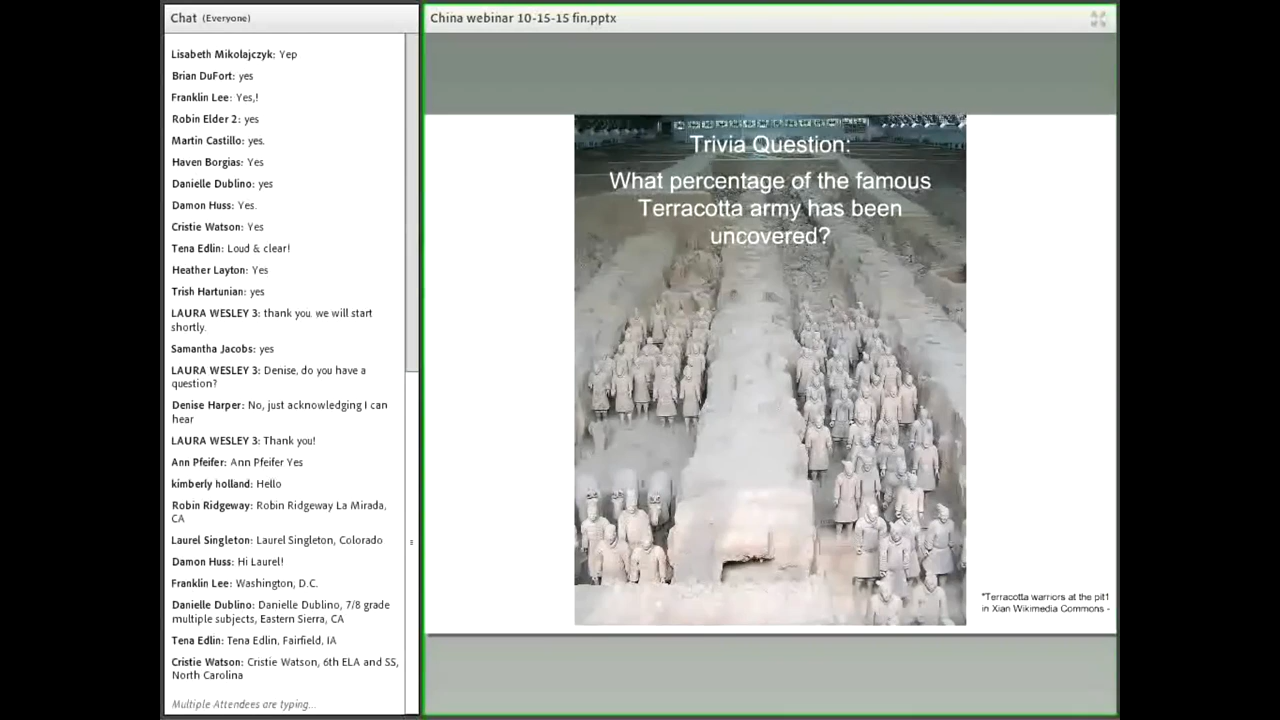 Chat (Everyone)
Lisabeth Mikolajczyk: Yep
Brian DuFort: yes
Franklin Lee: Yes,!
Robin Elder 2: yes
Martin Castillo: yes.
Haven Borgias: Yes
Danielle Dublino: yes
Damon Huss: Yes.
Cristie Watson: Yes
Tena Edlin: Loud & clear!
Heather Layton: Yes
Trish Hartunian: yes
LAURA WESLEY 3: thank you. we will start
shortly.
Samantha Jacobs: yes
LAURA WESLEY 3: Denise, do you have a
question?
Denise Harper: No, just acknowledging I can
hear
LAURA WESLEY 3: Thank you!
Ann Pfeifer: Ann Pfeifer Yes
kimberly holland: Hello
Robin Ridgeway: Robin Ridgeway La Mirada,
CA
Laurel Singleton: Laurel Singleton, Colorado
Damon Huss: Hi Laurel!
Franklin Lee: Washington, D.C.
Danielle Dublino: Danielle Dublino, 7/8 grade
multiple subjects, Eastern Sierra, CA
Tena Edlin: Tena Edlin, Fairfield, IA
Cristie Watson: Cristie Watson, 6th ELA and SS,
North Carolina
Multiple Attendees are typing...
China webinar 10-15-15 fin.pptx
Trivia Question:
What percentage of the famous
Terracotta army has been
uncovered?
"Terracotta warriors at the pit1
in Xian Wikimedia Commons -